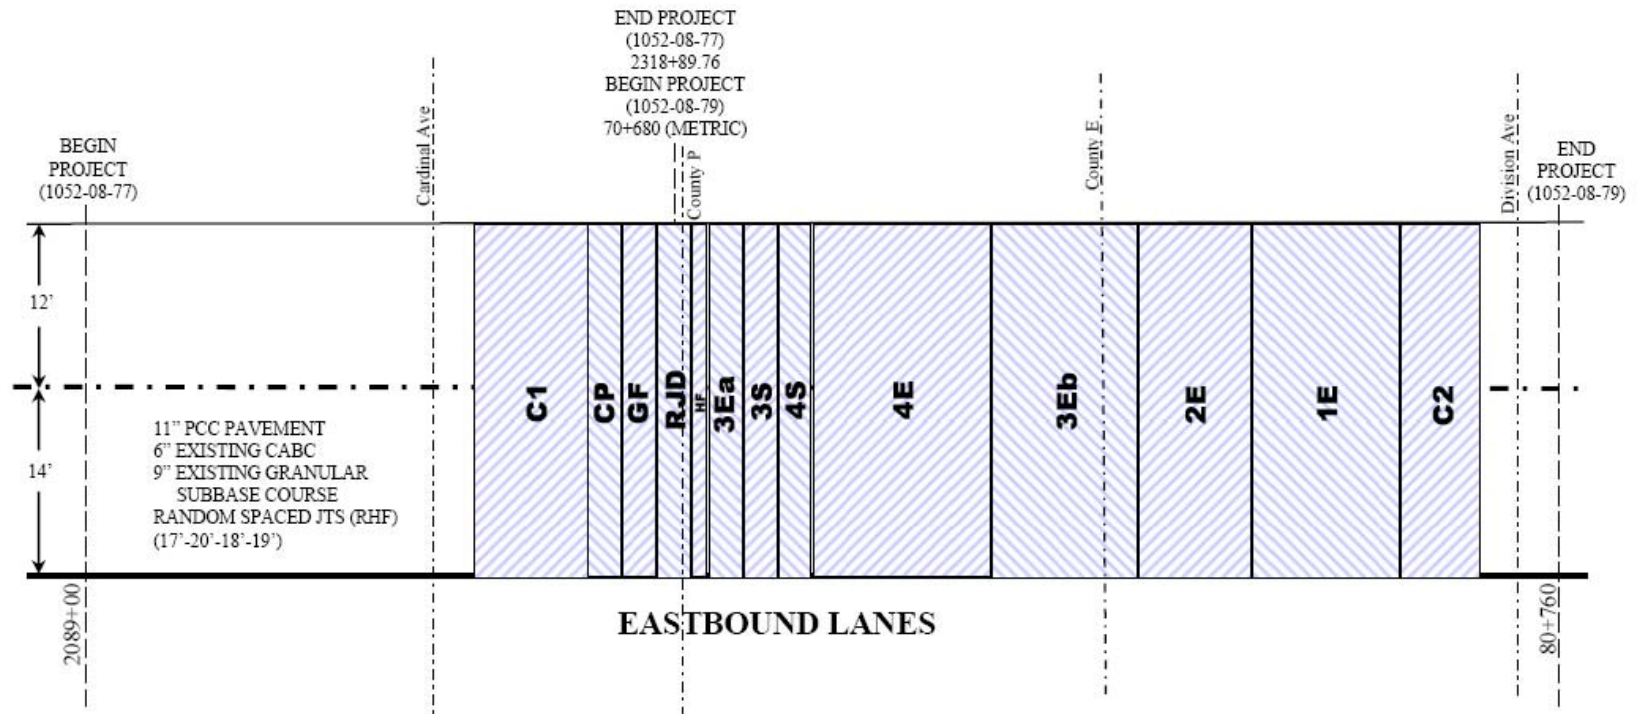 END PROJECT
(1052-08-77)
2318+89.76
BEGIN PROJECT
(1052-08-79)
70+680 (METRIC)
BEGIN
PROJECT
(1052-08-77)
Cardinal Ave
County P
County E
Division Ave
END
PROJECT
(1052-08-79)
12’
14’
11” PCC PAVEMENT
6” EXISTING CABC
9” EXISTING GRANULAR
SUBBASE COURSE
RANDOM SPACED JTS (RHF)
(17’-20’-18’-19’)
C1
CP
GF
RJD
HF
3Ea
3S
4S
4E
3Eb
2E
1E
C2
2089+00
EASTBOUND LANES
80+760